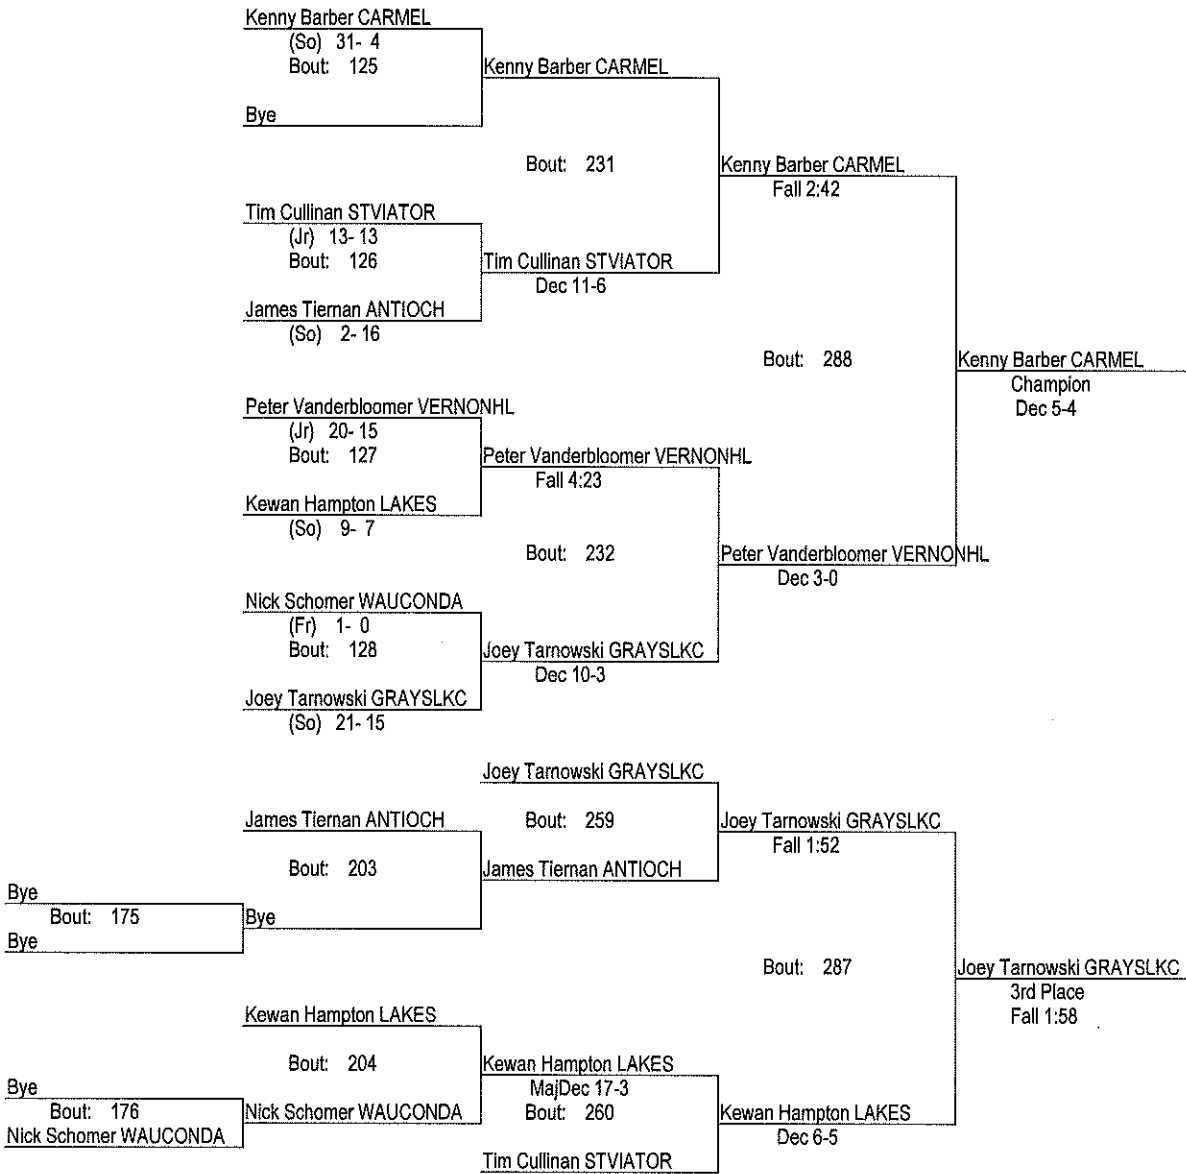 Kenny Barber CARMEL
(So) 31- 4
Bout: 125
Kenny Barber CARMEL
Bye
Bout: 231
Kenny Barber CARMEL
Fall 2:42
Tim Cullinan STVIATOR
(Jr) 13- 13
Bout: 126
Tim Cullinan STVIATOR
Dec 11-6
James Tiernan ANTIOCH
(So) 2- 16
Bout: 288
Kenny Barber CARMEL
Champion
Dec 5-4
Peter Vanderbloomer VERNONHL
(Jr) 20- 15
Bout: 127
Peter Vanderbloomer VERNONHL
Fall 4:23
Kewan Hampton LAKES
(So) 9- 7
Bout: 232
Peter Vanderbloomer VERNONHL
Dec 3-0
Nick Schomer WAUCONDA
(Fr) 1- 0
Bout: 128
Joey Tarnowski GRAYSLKC
Dec 10-3
Joey Tarnowski GRAYSLKC
(So) 21- 15
Joey Tarnowski GRAYSLKC
James Tiernan ANTIOCH
Bout: 259
Joey Tarnowski GRAYSLKC
Fall 1:52
Bout: 203
James Tiernan ANTIOCH
Bye
Bout: 175
Bye
Bye
Bout: 287
Joey Tarnowski GRAYSLKC
3rd Place
Fall 1:58
Kewan Hampton LAKES
Bout: 204
Kewan Hampton LAKES
MajDec 17-3
Bye
Bout: 176
Nick Schomer WAUCONDA
Bout: 260
Kewan Hampton LAKES
Dec 6-5
Nick Schomer WAUCONDA
Tim Cullinan STVIATOR